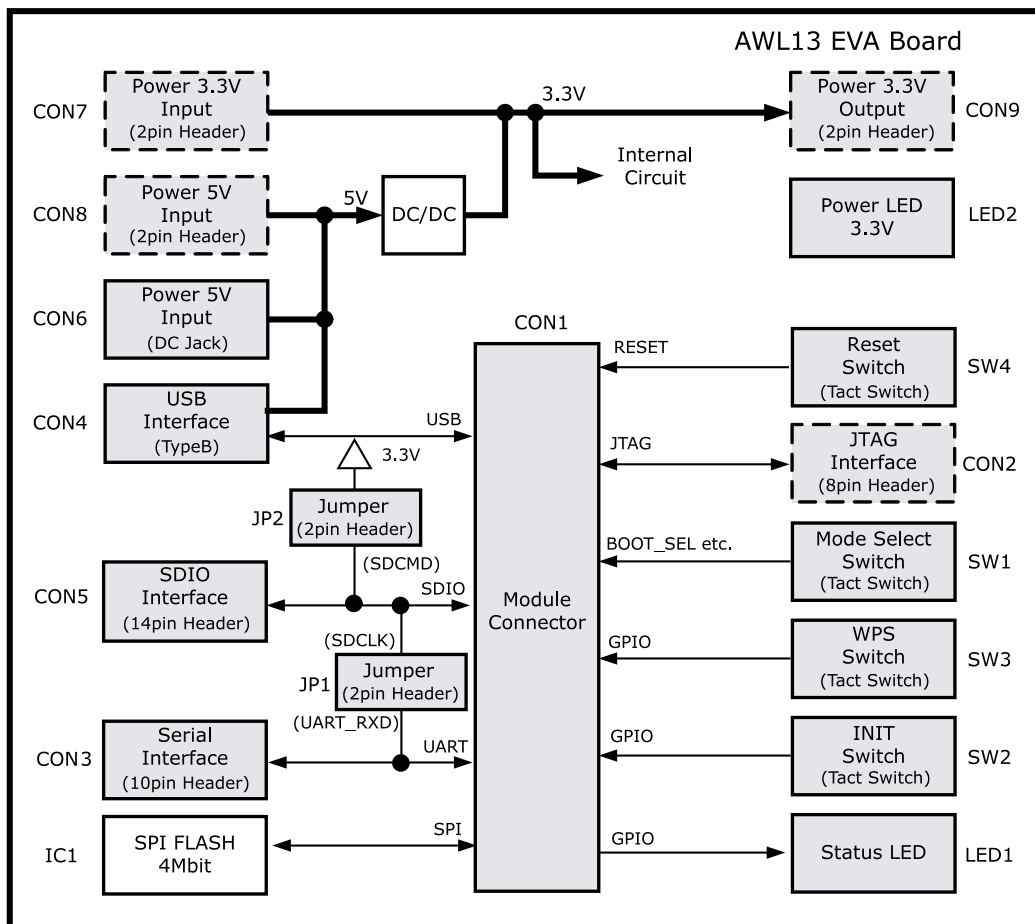 AWL13 EVA Board
CON7
Power 3.3V
Input
(2pin Header)
3.3V
Power 3.3V
Output
(2pin Header)
CON9
Internal
Circuit
CON8
Power 5V
Input
(2pin Header)
5V
DC/DC
Power LED
3.3V
LED2
CON6
Power 5V
Input
(DC Jack)
CON4
USB
Interface
(TypeB)
USB
3.3V
JP2
Jumper
(2pin Header)
(SDCMD)
CON5
SDIO
Interface
(14pin Header)
SDIO
(SDCLK)
JP1
Jumper
(2pin Header)
(UART_RXD)
CON3
Serial
Interface
(10pin Header)
UART
IC1
SPI FLASH
4Mbit
SPI
CON1
Module
Connector
RESET
Reset
Switch
(Tact Switch)
SW4
JTAG
JTAG
Interface
(8pin Header)
CON2
BOOT_SEL etc.
Mode Select
Switch
(Tact Switch)
SW1
GPIO
WPS
Switch
(Tact Switch)
SW3
GPIO
INIT
Switch
(Tact Switch)
SW2
GPIO
Status LED
LED1